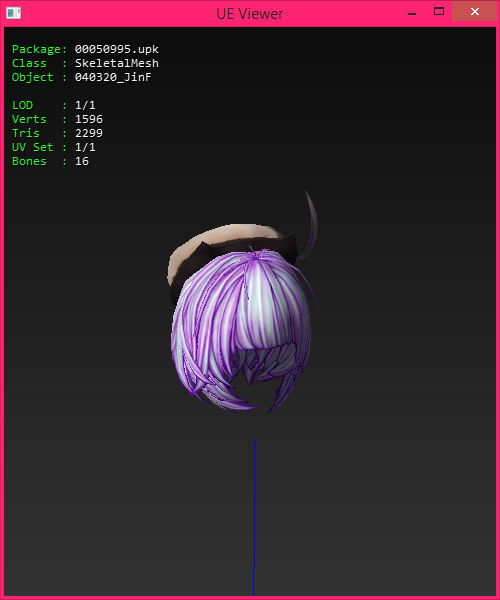 UE Viewer
Package: 00050995.upk
Class : SkeletalMesh
Object : 040320_JinF
LOD : 1/1
Verts : 1596
Tris : 2299
UV Set : 1/1
Bones : 16